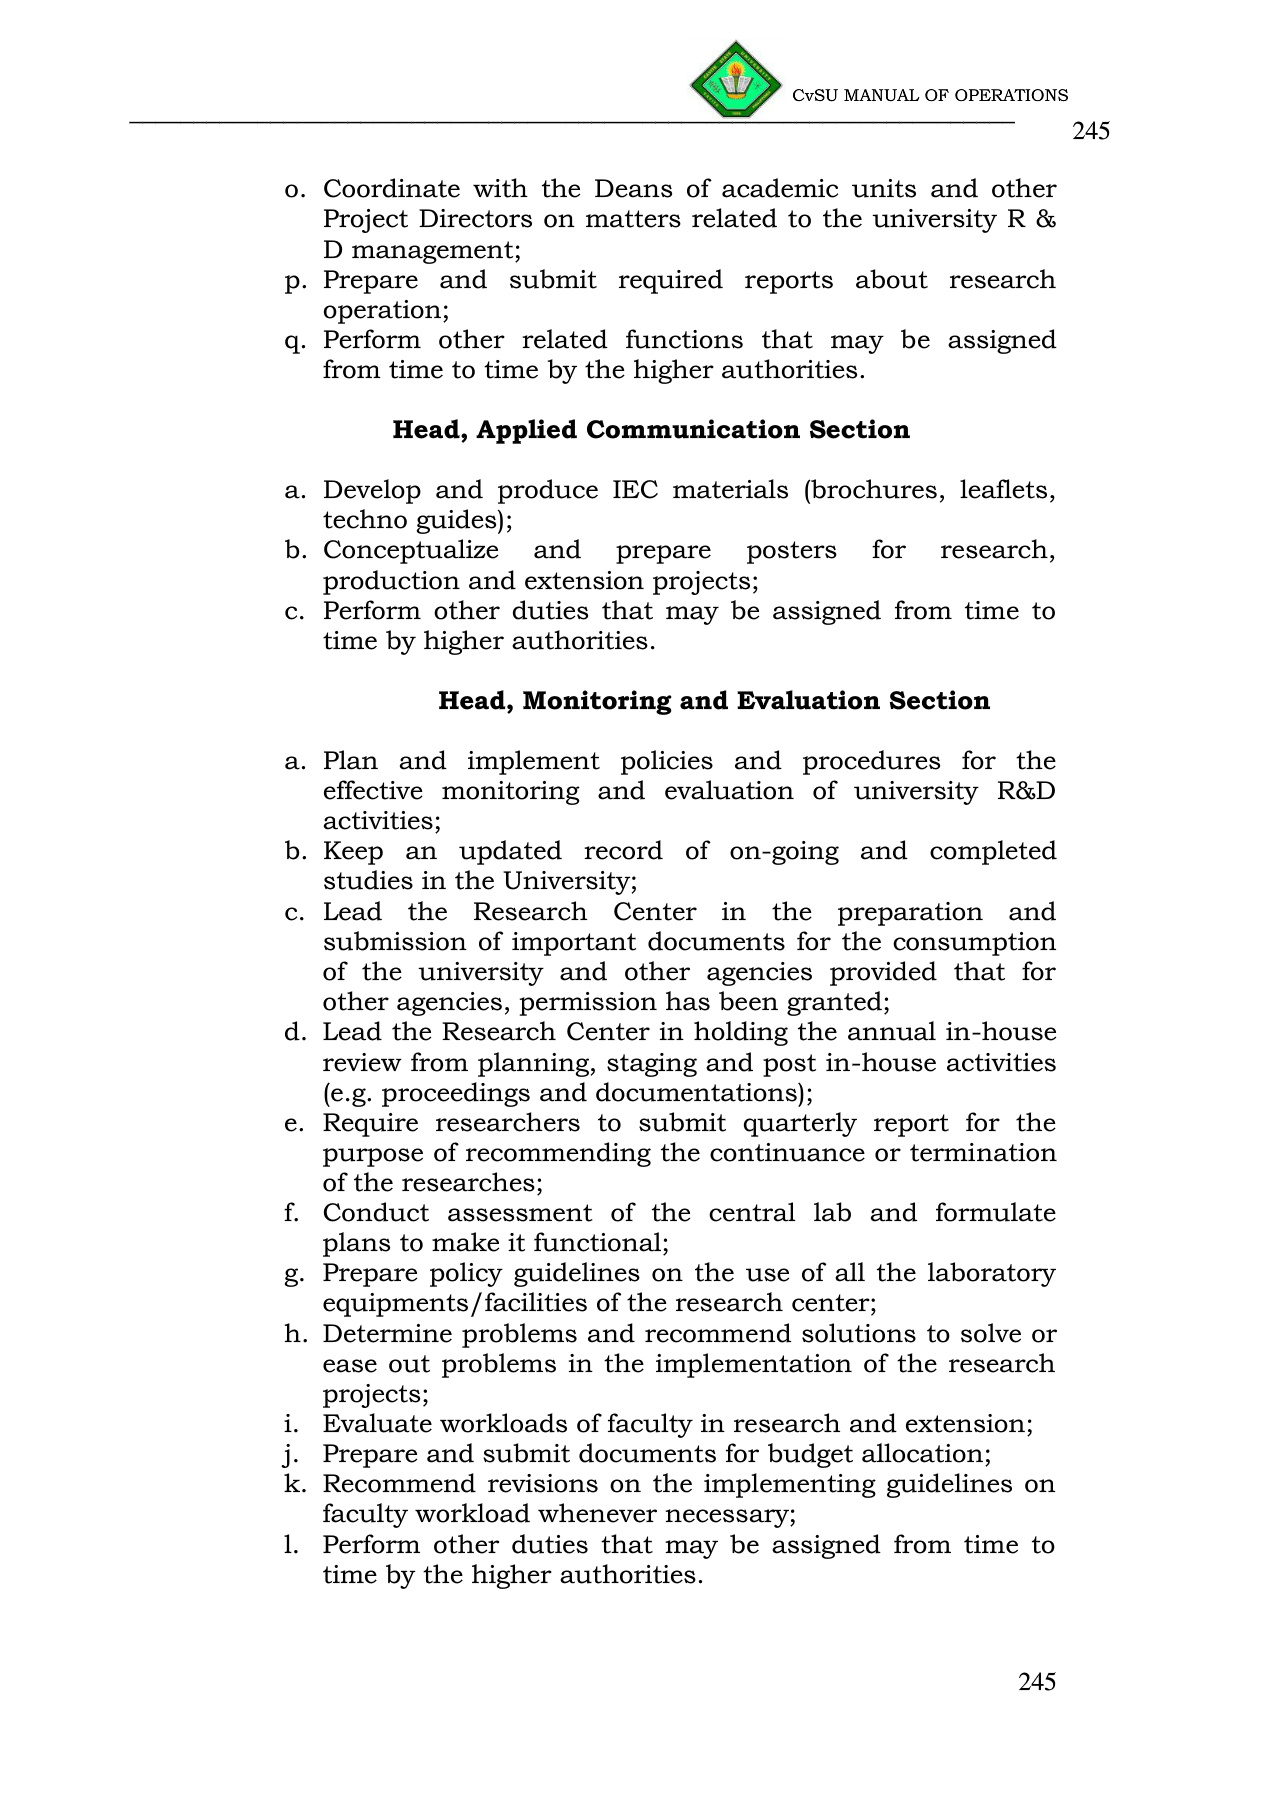 CvSU MANUAL OF OPERATIONS
245
o. Coordinate with the Deans of academic units and other
Project Directors on matters related to the university R &
D management;
p. Prepare and submit required reports about research
operation;
q. Perform other related functions that may be assigned
from time to time by the higher authorities.
Head, Applied Communication Section
a. Develop and produce IEC materials (brochures, leaflets,
techno guides);
b. Conceptualize and prepare posters for research,
production and extension projects;
c. Perform other duties that may be assigned from time to
time by higher authorities.
Head, Monitoring and Evaluation Section
a. Plan and implement policies and procedures for the
effective monitoring and evaluation of university R&D
activities;
b. Keep an updated record of on-going and completed
studies in the University;
c. Lead the Research Center in the preparation and
submission of important documents for the consumption
of the university and other agencies provided that for
other agencies, permission has been granted;
d. Lead the Research Center in holding the annual in-house
review from planning, staging and post in-house activities
(e.g. proceedings and documentations);
e. Require researchers to submit quarterly report for the
purpose of recommending the continuance or termination
of the researches;
f. Conduct assessment of the central lab and formulate
plans to make it functional;
g. Prepare policy guidelines on the use of all the laboratory
equipments/facilities of the research center;
h. Determine problems and recommend solutions to solve or
ease out problems in the implementation of the research
projects;
i. Evaluate workloads of faculty in research and extension;
j. Prepare and submit documents for budget allocation;
k. Recommend revisions on the implementing guidelines on
faculty workload whenever necessary;
l. Perform other duties that may be assigned from time to
time by the higher authorities.
245